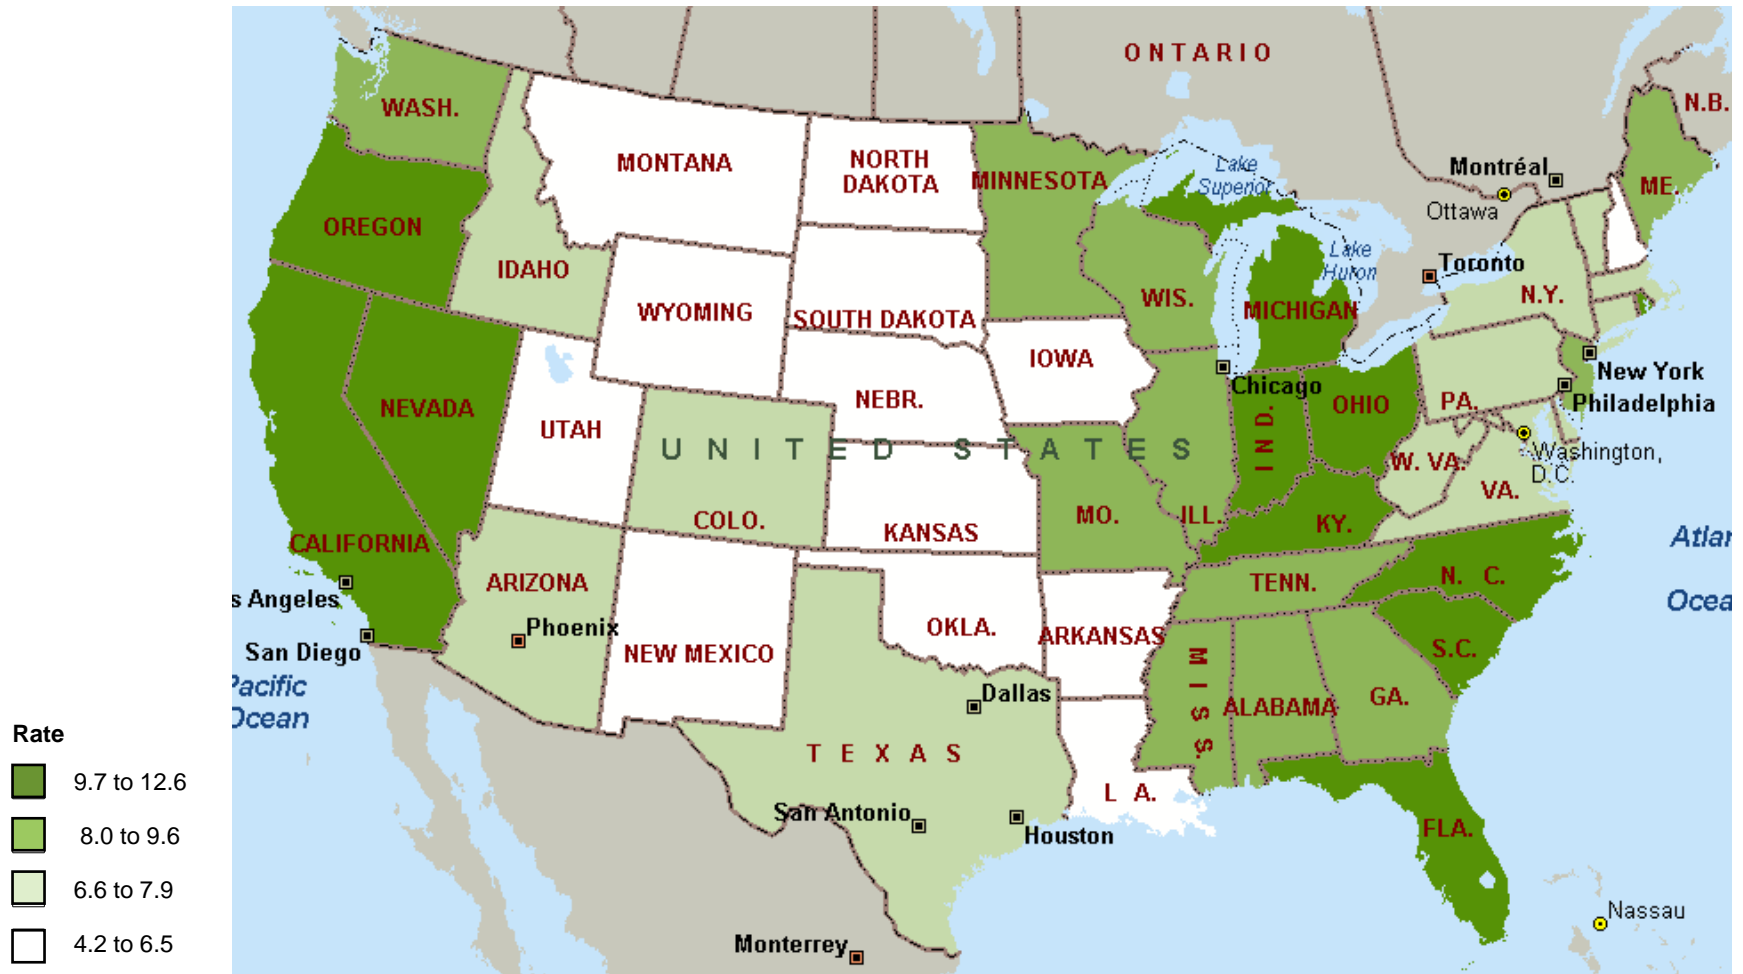 ONTARIO
N.B.
WASH.
MONTANA
NORTH
DAKOTA
MINNESOTA
Lake
Superior
Montréal
Ottawa
ME.
OREGON
IDAHO
Lake
Huron
Toronto
WYOMING
SOUTH DAKOTA
WIS.
MICHIGAN
N.Y.
IOWA
Chicago
New York
Philadelphia
NEVADA
UTAH
NEBR.
IND.
OHIO
PA.
UNITED STATES
W. VA.
Washington,
D.C.
VA.
COLO.
KANSAS
MO.
ILL.
KY.
CALIFORNIA
Atlan
Ocea
s Angeles
San Diego
ARIZONA
Phoenix
NEW MEXICO
OKLA.
ARKANSAS
TENN.
N. C.
S.C.
MISS.
ALABAMA
GA.
Pacific
Ocean
Dallas
TEXAS
San Antonio
Houston
L A.
FLA.
Nassau
Monterrey
Rate
9.7 to 12.6
8.0 to 9.6
6.6 to 7.9
4.2 to 6.5